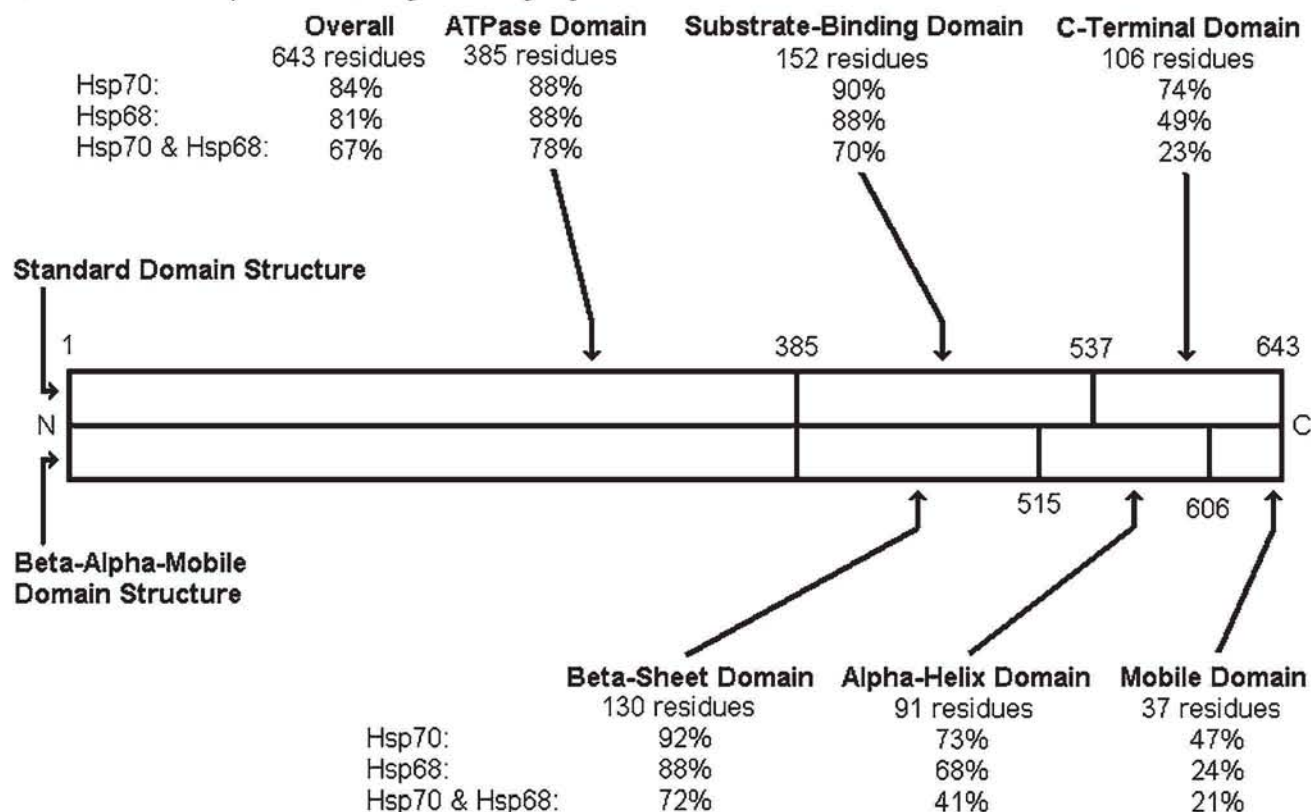 Overall ATPase Domain Substrate-Binding Domain C-Terminal Domain
643 residues 385 residues 152 residues 106 residues
Hsp70: 84% 88% 90% 74%
Hsp68: 81% 88% 88% 49%
Hsp70 & Hsp68: 67% 78% 70% 23%
Standard Domain Structure
1 385 537 643
N C
515 606
Beta-Alpha-Mobile
Domain Structure
Beta-Sheet Domain Alpha-Helix Domain Mobile Domain
130 residues 91 residues 37 residues
Hsp70: 92% 73% 47%
Hsp68: 88% 68% 24%
Hsp70 & Hsp68: 72% 41% 21%